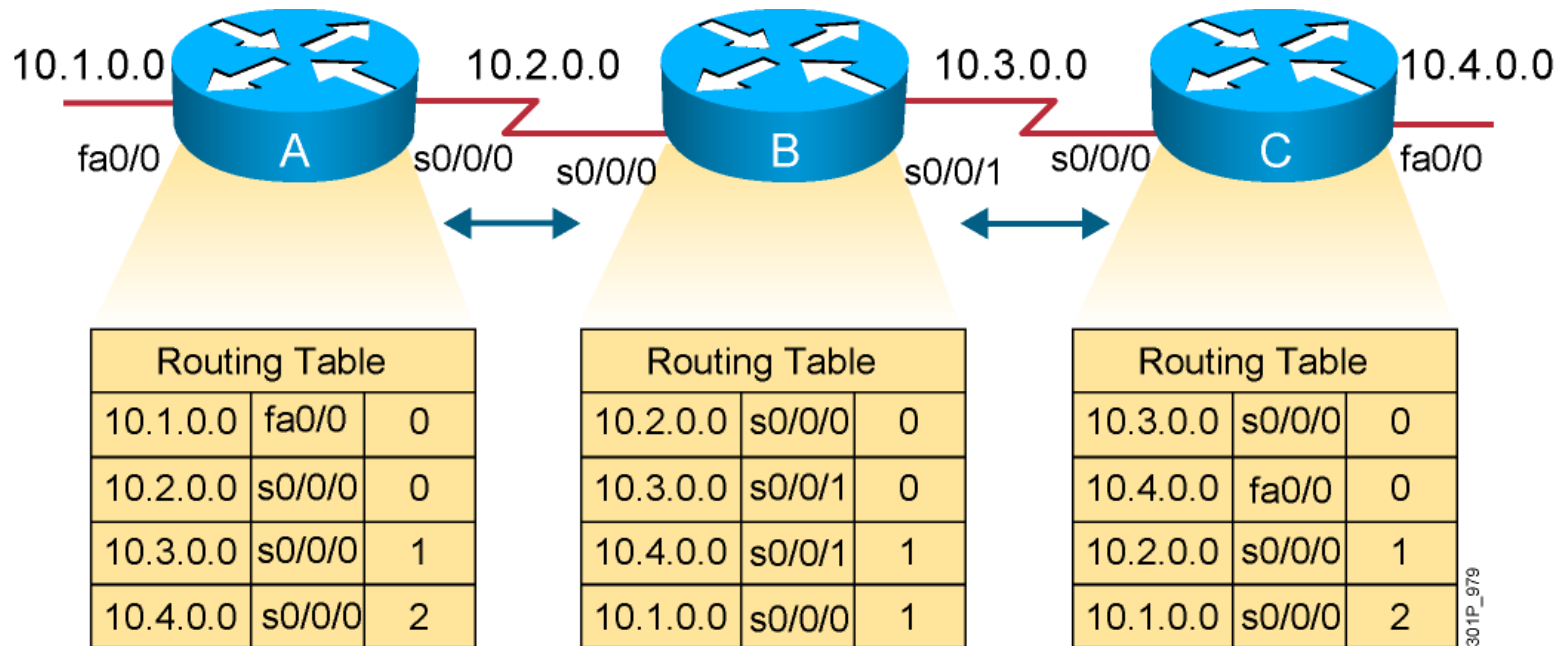 10.1.0.0 10.2.0.0 10.3.0.0 10.4.0.0
A B C
fa0/0 s0/0/0 s0/0/0 s0/0/1 s0/0/0 fa0/0
Routing Table
10.1.0.0 fa0/0 0
10.2.0.0 s0/0/0 0
10.3.0.0 s0/0/0 1
10.4.0.0 s0/0/0 2
Routing Table
10.2.0.0 s0/0/0 0
10.3.0.0 s0/0/1 0
10.4.0.0 s0/0/1 1
10.1.0.0 s0/0/0 1
Routing Table
10.3.0.0 s0/0/0 0
10.4.0.0 fa0/0 0
10.2.0.0 s0/0/0 1
10.1.0.0 s0/0/0 2
301P_979